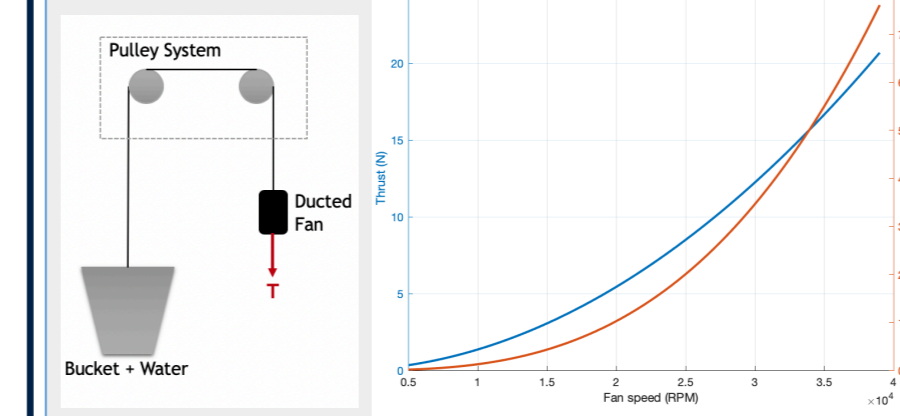 Pulley System
Ducted
Fan
T
Bucket + Water
Thrust (N)
20
15
10
5
0
0.5 1 1.5 2 2.5 3 3.5 4
Fan speed (RPM)
×10⁴